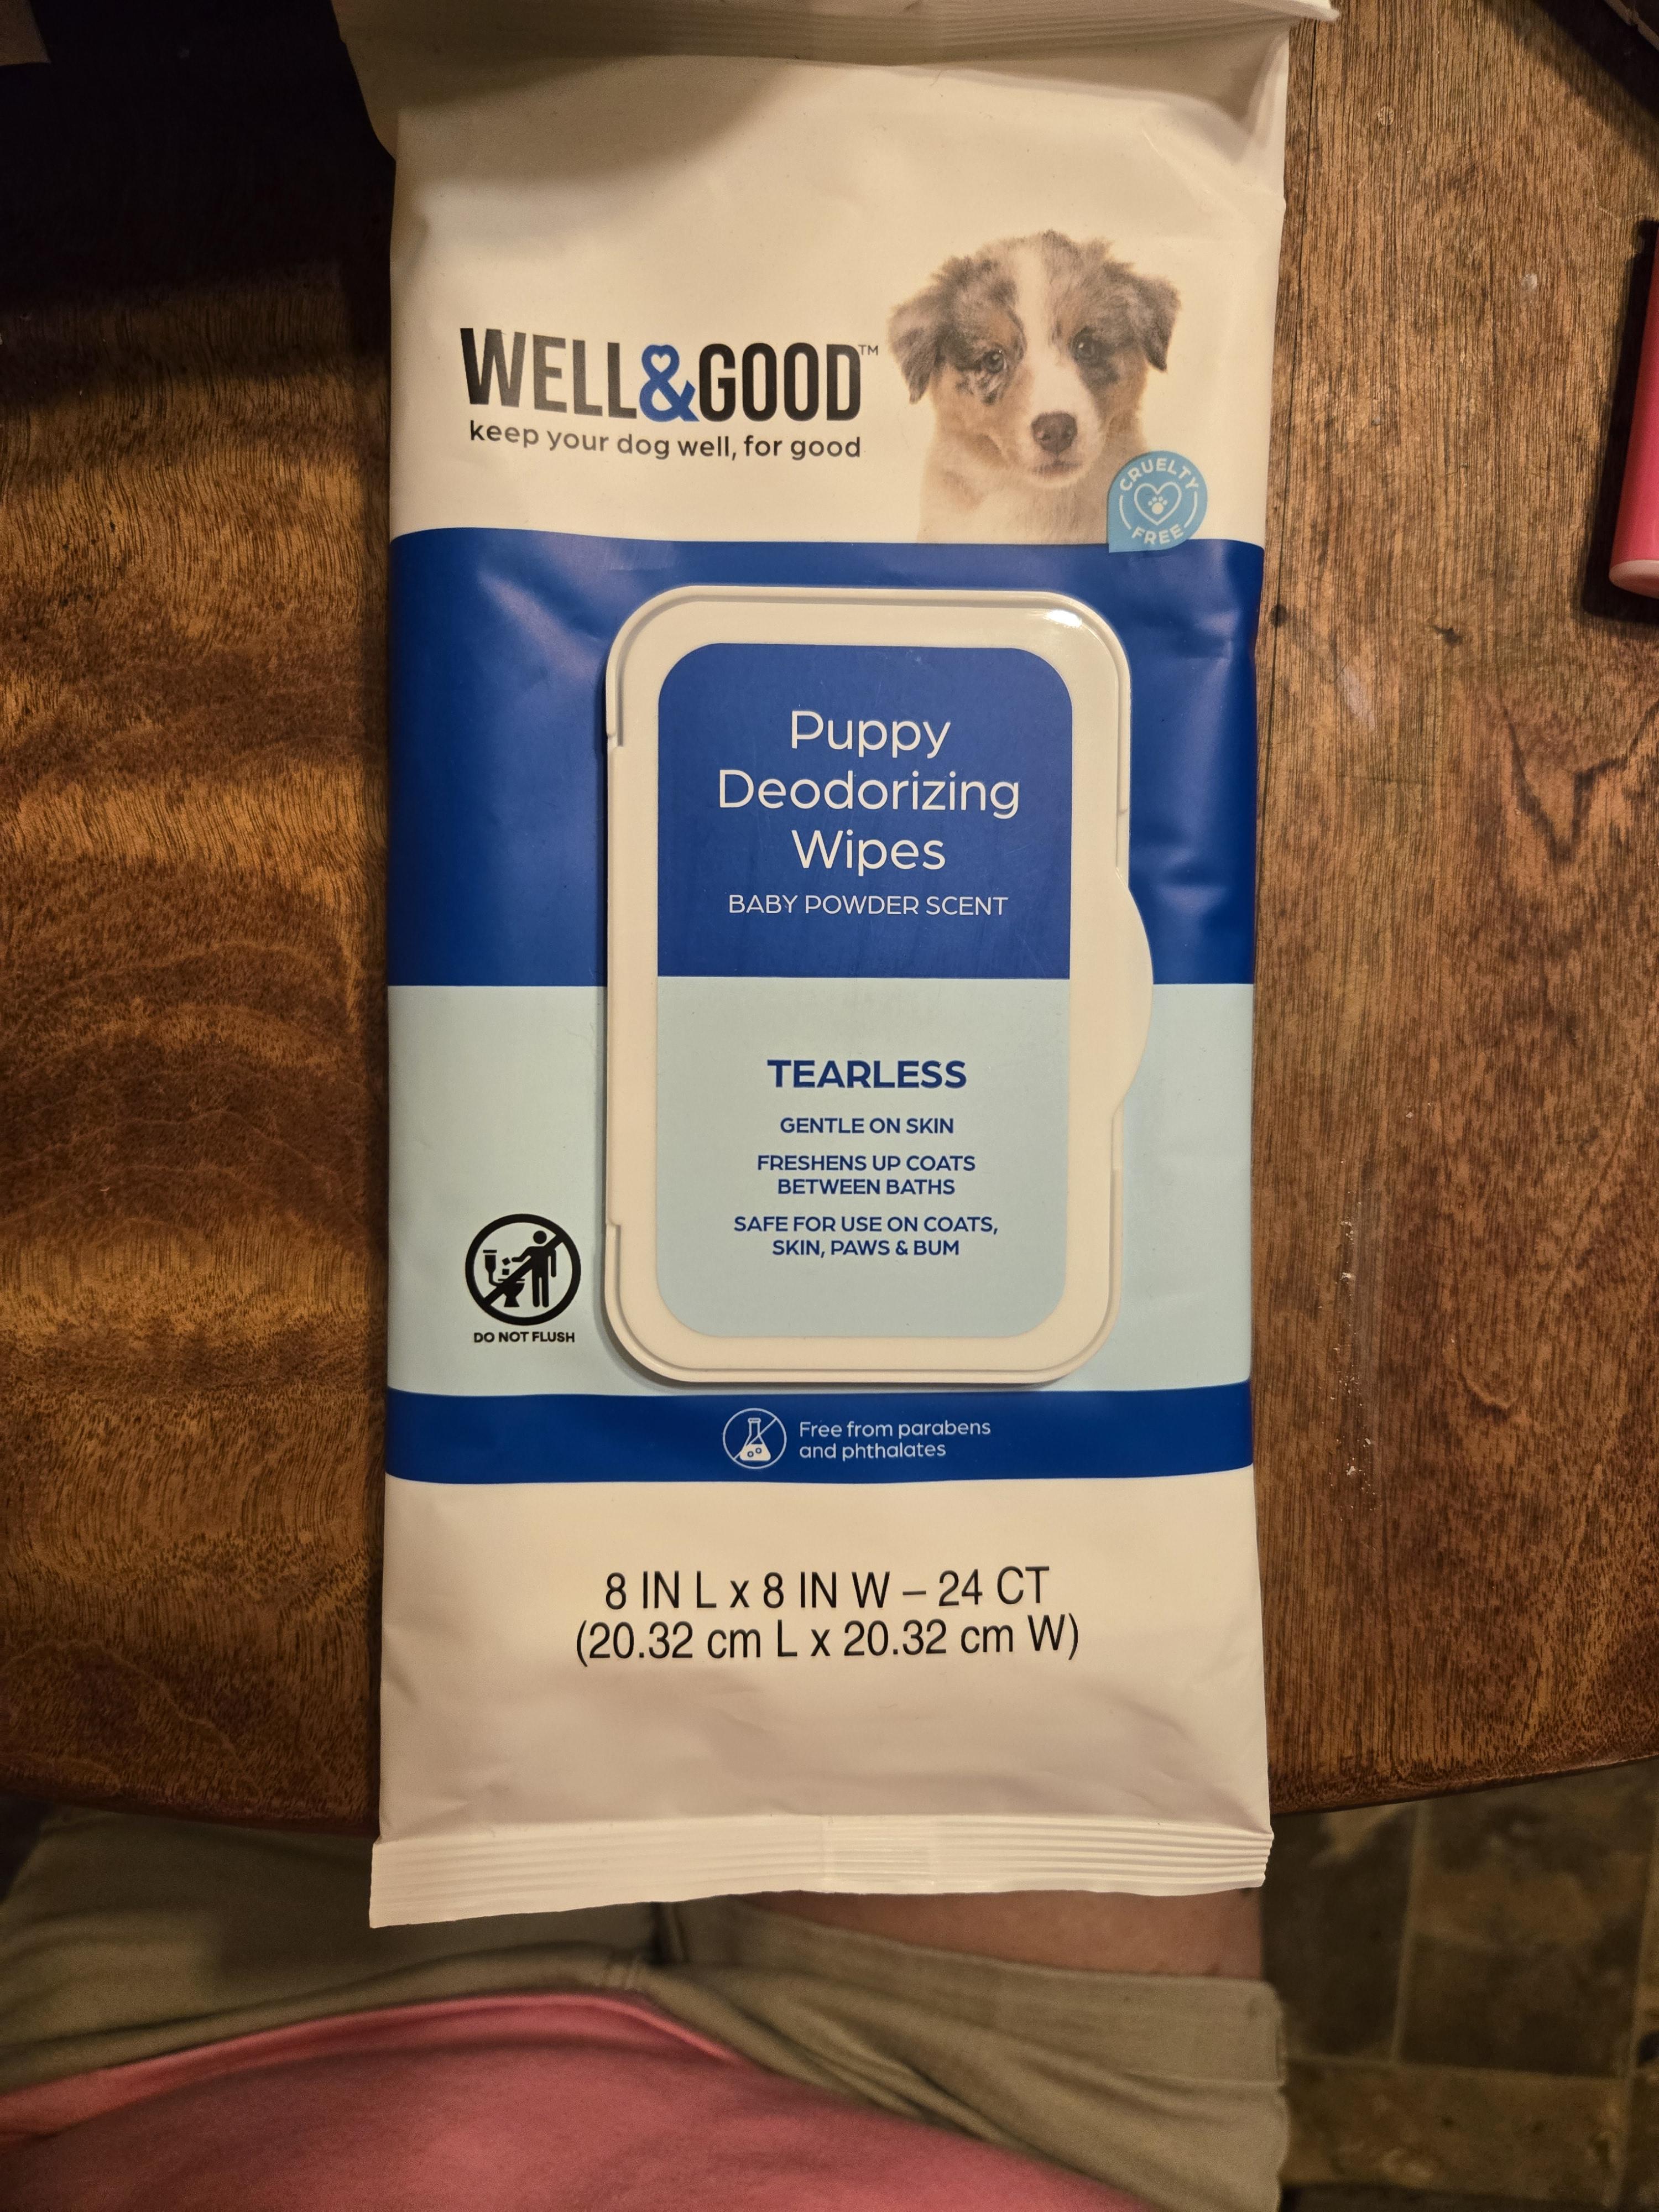 WELL&GOOD™
keep your dog well, for good
CRUELTY
FREE
Puppy
Deodorizing
Wipes
BABY POWDER SCENT
TEARLESS
GENTLE ON SKIN
FRESHENS UP COATS
BETWEEN BATHS
SAFE FOR USE ON COATS,
SKIN, PAWS & BUM
DO NOT FLUSH
Free from parabens
and phthalates
8 IN L x 8 IN W – 24 CT
(20.32 cm L x 20.32 cm W)